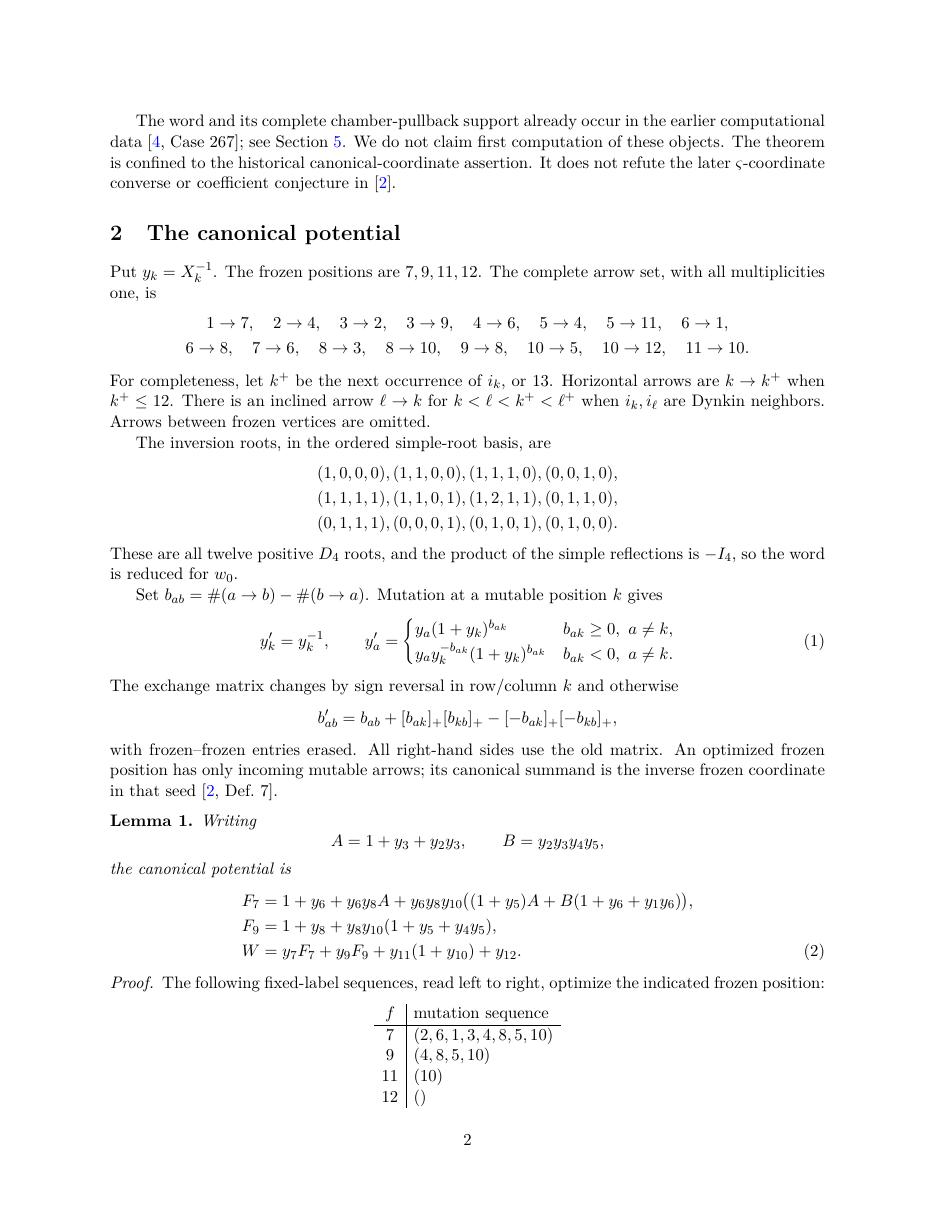 The word and its complete chamber-pullback support already occur in the earlier computational
data [4, Case 267]; see Section 5. We do not claim first computation of these objects. The theorem
is confined to the historical canonical-coordinate assertion. It does not refute the later ς-coordinate
converse or coefficient conjecture in [2].
2 The canonical potential
Put y_k = X_k^{-1}. The frozen positions are 7, 9, 11, 12. The complete arrow set, with all multiplicities
one, is
1 → 7, 2 → 4, 3 → 2, 3 → 9, 4 → 6, 5 → 4, 5 → 11, 6 → 1,
6 → 8, 7 → 6, 8 → 3, 8 → 10, 9 → 8, 10 → 5, 10 → 12, 11 → 10.
For completeness, let k^+ be the next occurrence of i_k, or 13. Horizontal arrows are k → k^+ when
k^+ ≤ 12. There is an inclined arrow ℓ → k for k < ℓ < k^+ < ℓ^+ when i_k, i_ℓ are Dynkin neighbors.
Arrows between frozen vertices are omitted.
The inversion roots, in the ordered simple-root basis, are
(1, 0, 0, 0), (1, 1, 0, 0), (1, 1, 1, 0), (0, 0, 1, 0),
(1, 1, 1, 1), (1, 1, 0, 1), (1, 2, 1, 1), (0, 1, 1, 0),
(0, 1, 1, 1), (0, 0, 0, 1), (0, 1, 0, 1), (0, 1, 0, 0).
These are all twelve positive D_4 roots, and the product of the simple reflections is −I_4, so the word
is reduced for w_0.
Set b_{ab} = #(a → b) − #(b → a). Mutation at a mutable position k gives
y'_k = y_k^{-1}, y'_a = { y_a(1 + y_k)^{b_{ak}} b_{ak} ≥ 0, a ≠ k,
y_a y_k^{-b_{ak}}(1 + y_k)^{b_{ak}} b_{ak} < 0, a ≠ k. (1)
The exchange matrix changes by sign reversal in row/column k and otherwise
b'_{ab} = b_{ab} + [b_{ak}]_+[b_{kb}]_+ − [−b_{ak}]_+[−b_{kb}]_+,
with frozen–frozen entries erased. All right-hand sides use the old matrix. An optimized frozen
position has only incoming mutable arrows; its canonical summand is the inverse frozen coordinate
in that seed [2, Def. 7].
Lemma 1. Writing
A = 1 + y_3 + y_2y_3, B = y_2y_3y_4y_5,
the canonical potential is
F_7 = 1 + y_6 + y_6y_8A + y_6y_8y_{10}((1 + y_5)A + B(1 + y_6 + y_1y_6)),
F_9 = 1 + y_8 + y_8y_{10}(1 + y_5 + y_4y_5),
W = y_7F_7 + y_9F_9 + y_{11}(1 + y_{10}) + y_{12}. (2)
Proof. The following fixed-label sequences, read left to right, optimize the indicated frozen position:
f mutation sequence
7 (2, 6, 1, 3, 4, 8, 5, 10)
9 (4, 8, 5, 10)
11 (10)
12 ()
2